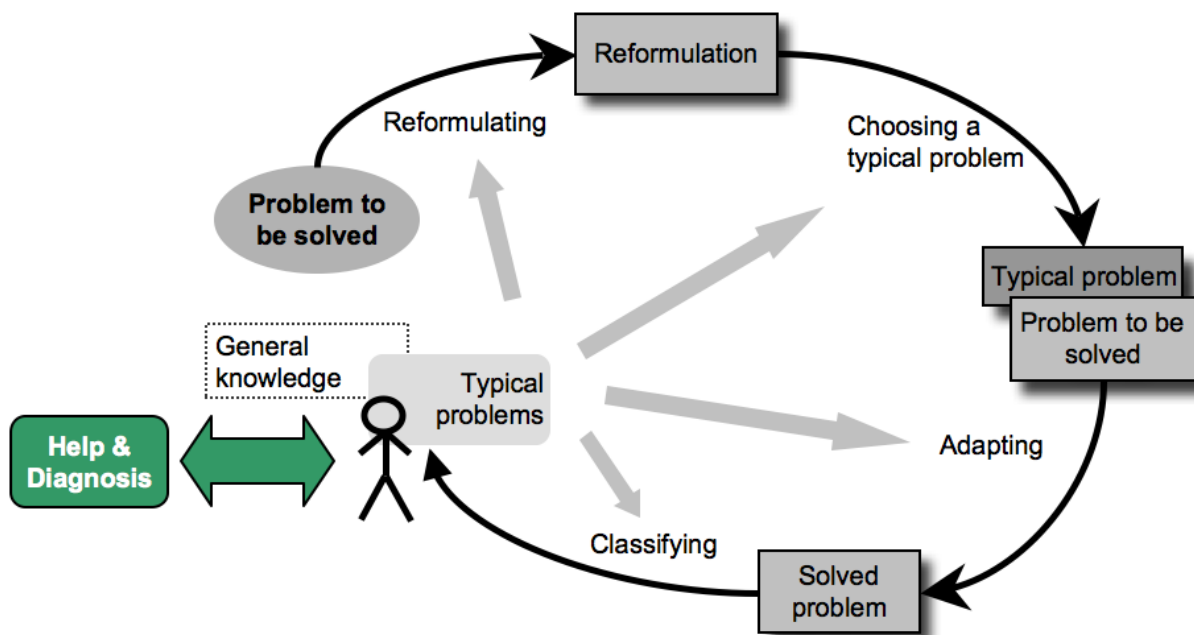 Reformulation
Reformulating
Choosing a
typical problem
Problem to
be solved
Typical problem
Problem to be
solved
General
knowledge
Typical
problems
Help &
Diagnosis
Adapting
Classifying
Solved
problem